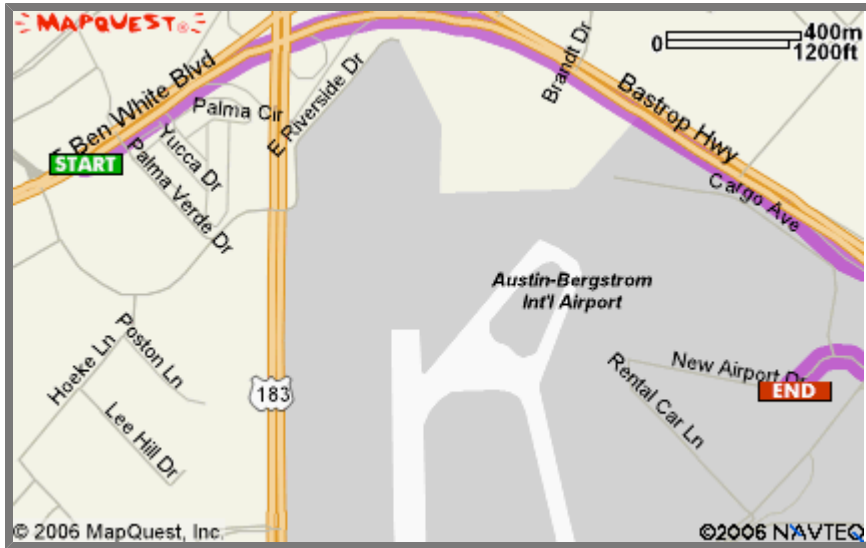 MAPQUEST
400m
0
1200ft
E Ben White Blvd
Palma Cir
E Riverside Dr
Brandt Dr
Bastrop Hwy
START
Yucca Dr
Palma Verde Dr
Cargo Ave
Austin-Bergstrom
Int'l Airport
Poston Ln
Hoeke Ln
New Airport Dr
Rental Car Ln
END
183
Lee Hill Dr
© 2006 MapQuest, Inc.
©2006 NAVTEQ